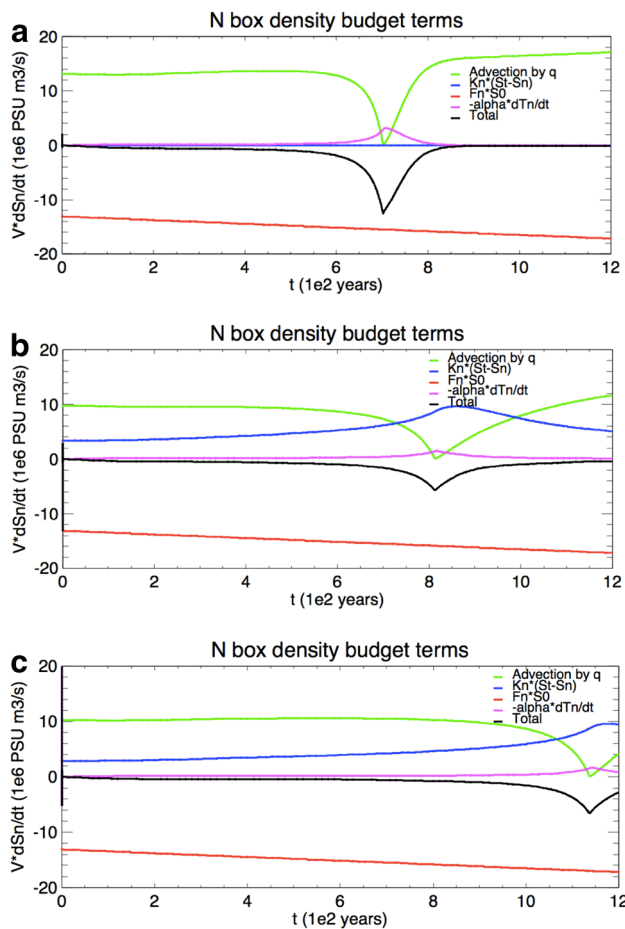 a
N box density budget terms
V*dSn/dt (1e6 PSU m3/s)
20
10
0
-10
-20
Advection by q
Kn*(St-Sn)
Fn*S0
-alpha*dTn/dt
Total
0 2 4 6 8 10 12
t (1e2 years)
b
N box density budget terms
V*dSn/dt (1e6 PSU m3/s)
20
10
0
-10
-20
Advection by q
Kn*(St-Sn)
Fn*S0
-alpha*dTn/dt
Total
0 2 4 6 8 10 12
t (1e2 years)
c
N box density budget terms
V*dSn/dt (1e6 PSU m3/s)
20
10
0
-10
-20
Advection by q
Kn*(St-Sn)
Fn*S0
-alpha*dTn/dt
Total
0 2 4 6 8 10 12
t (1e2 years)